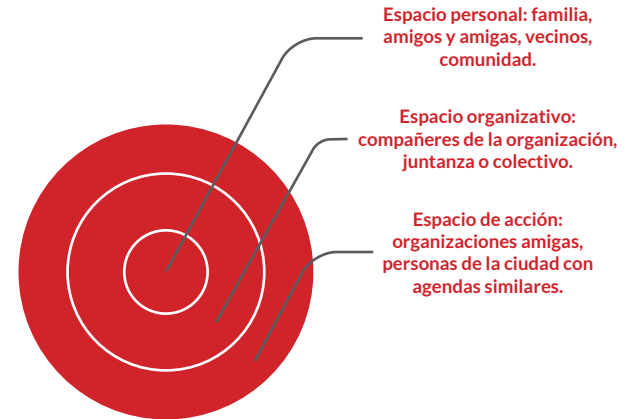 Espacio personal: familia,
amigos y amigas, vecinos,
comunidad.
Espacio organizativo:
compañeres de la organización,
juntanza o colectivo.
Espacio de acción:
organizaciones amigas,
personas de la ciudad con
agendas similares.